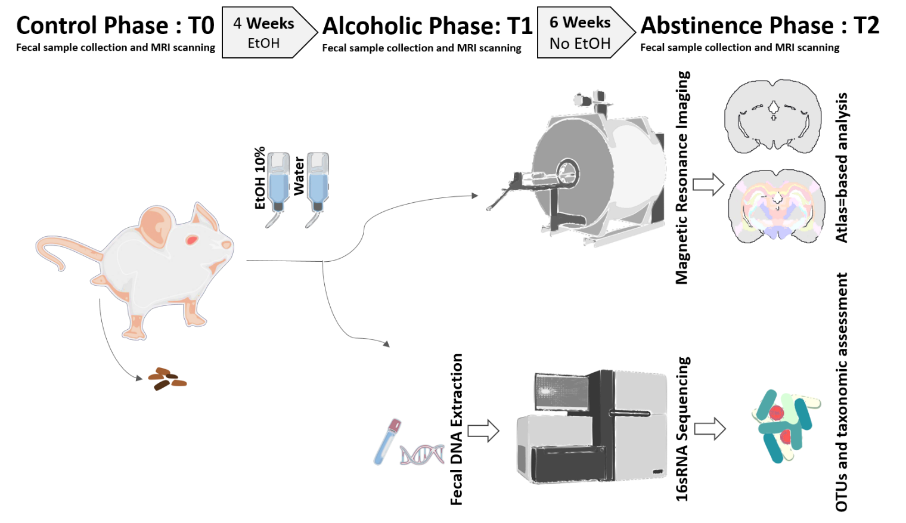 Control Phase : T0
Fecal sample collection and MRI scanning
4 Weeks
EtOH
Alcoholic Phase: T1
Fecal sample collection and MRI scanning
6 Weeks
No EtOH
Abstinence Phase : T2
Fecal sample collection and MRI scanning
EtOH 10%
Water
Magnetic Resonance Imaging
Atlas=based analysis
Fecal DNA Extraction
16sRNA Sequencing
OTUs and taxonomic assessment